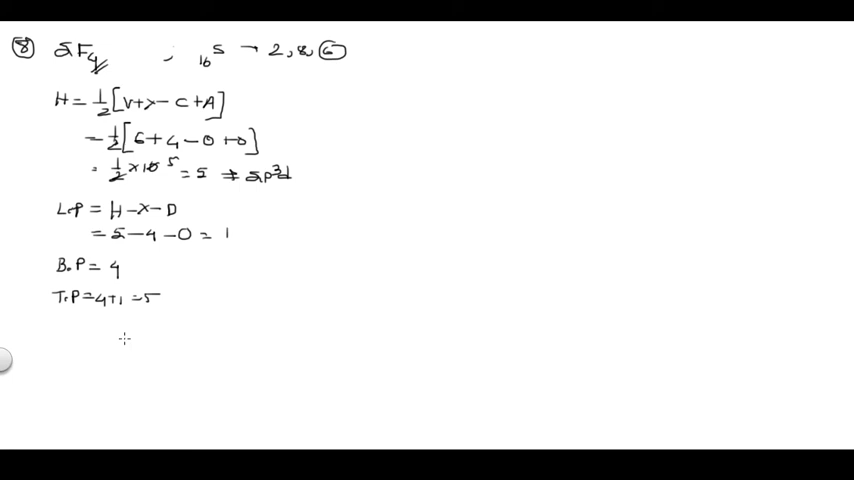 ⑧ SF₄ ; ₁₆S → 2, 8, ⑥
H = 1/2 [V+X-C+A]
= 1/2 [6+4-0+0]
= 1/2 × 10 5 = 5 ⇒ sp³d
L.P = H-X-D
= 5-4-0 = 1
B.P = 4
T.P = 4+1 = 5